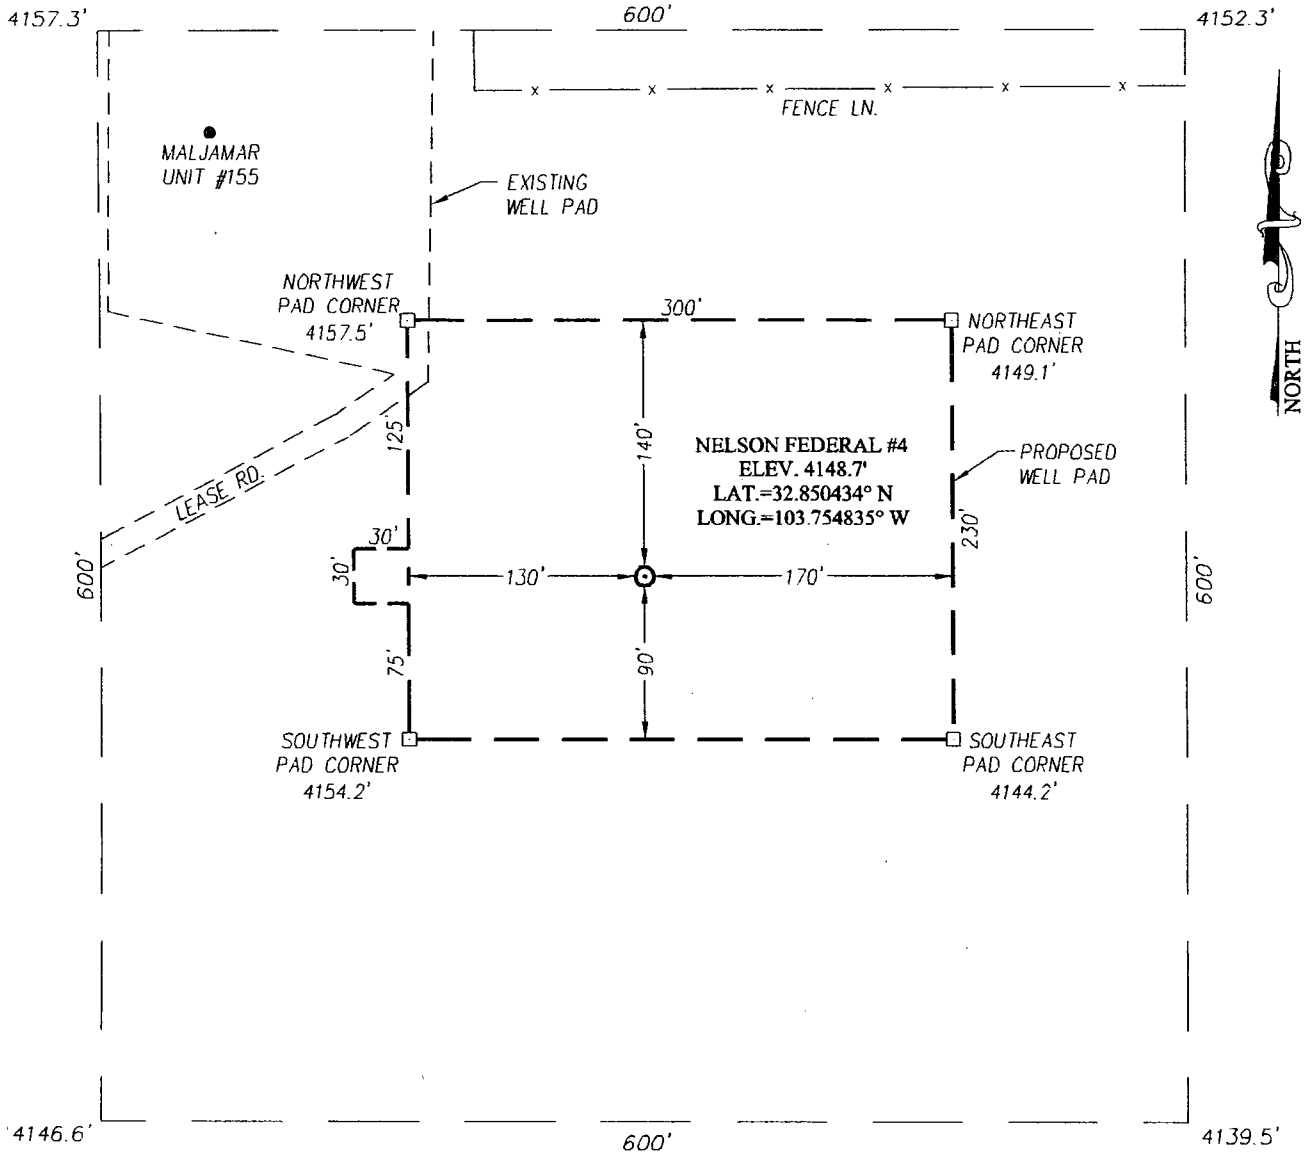 4157.3'
600'
4152.3'
FENCE LN.
MALJAMAR
UNIT #155
EXISTING
WELL PAD
NORTHWEST
PAD CORNER
4157.5'
300'
NORTHEAST
PAD CORNER
4149.1'
NORTH
125'
140'
NELSON FEDERAL #4
ELEV. 4148.7'
LAT.=32.850434° N
LONG.=103.754835° W
PROPOSED
WELL PAD
LEASE RD.
230'
30'
30'
600'
130'
170'
600'
75'
90'
SOUTHWEST
PAD CORNER
4154.2'
SOUTHEAST
PAD CORNER
4144.2'
4146.6'
600'
4139.5'